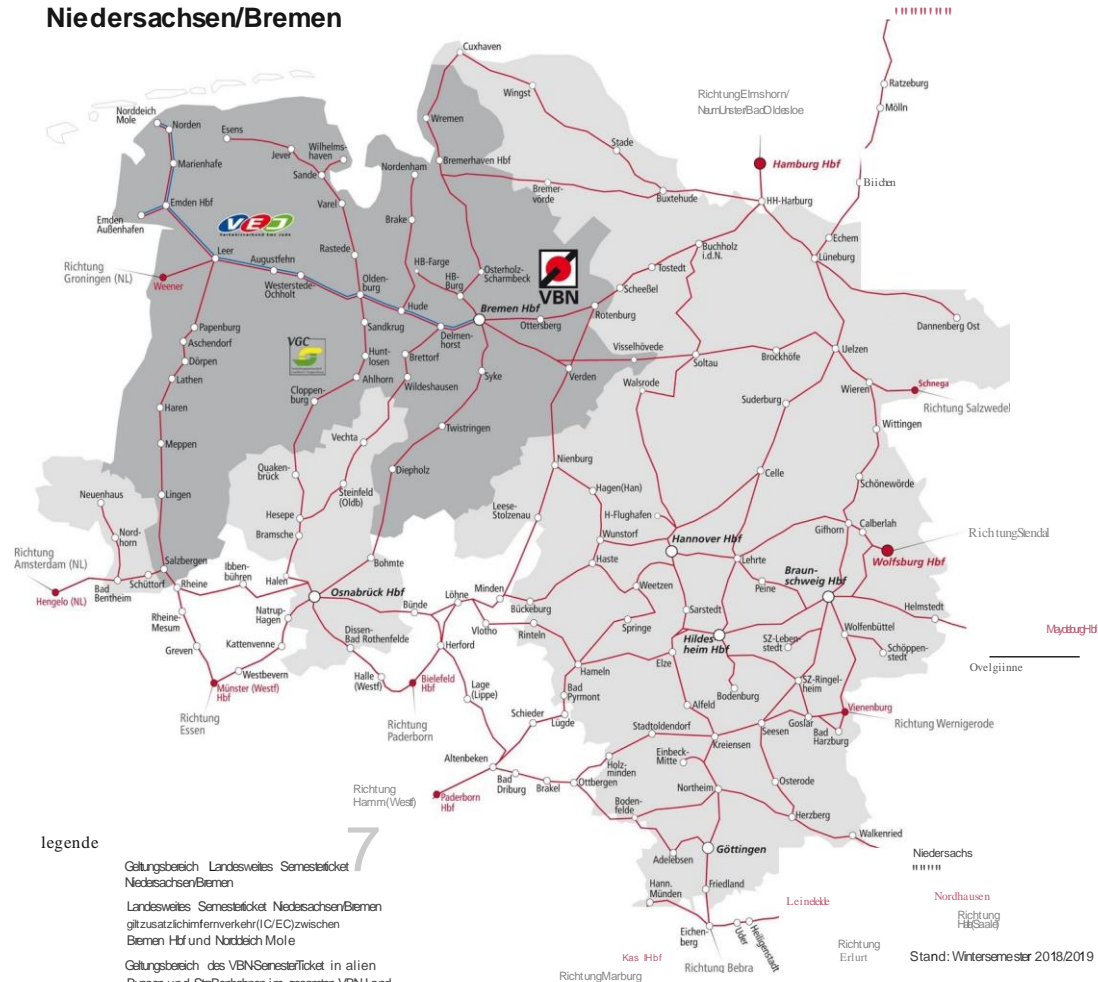 Niedersachsen/Bremen
Cuxhaven
Wingst
Ratzeburg
Mölln
RichtungElmshorn/
Norddeich
Mole
Norden
Esens
Wremen
Stade
Jever
Wilhelms-
haven
Marienhafe
Sande
Nordenham
Bremerhaven Hbf
Hamburg Hbf
Bremer-
vörde
Buxtehude
HH-Harburg
Biichen
Emden Hbf
Emden
Außenhafen
VEJ
Varel
Brake
Echem
Lüneburg
Buchholz
i.d.N.
Leer
Augustfehn
Rastede
HB-Farge
HB-
Burg
Osterholz-
Scharmbeck
VBN
Tostedt
Scheeßel
Richtung
Groningen (NL)
Weener
Westerstede
Ochholt
Olden-
burg
Hude
Bremen Hbf
Ottersberg
Rotenburg
Dannenberg Ost
Papenburg
Aschendorf
Dörpen
Lathen
VGC
Sandkrug
Hunt-
losen
Ahlhorn
Delmen-
horst
Brettorf
Wildeshausen
Syke
Verden
Visselhövede
Soltau
Brockhöfe
Uelzen
Walsrode
Suderburg
Wieren
Schnega
Richtung Salzwedel
Cloppen-
burg
Haren
Meppen
Vechta
Twistringen
Wittingen
Quaken-
brück
Steinfeld
(Oldb)
Diepholz
Nienburg
Celle
Schönewörde
Neuenhaus
Nord-
horn
Lingen
Hesepe
Bramsche
Leese-
Stolzenau
Hagen(Han)
H-Flughafen
Wunstorf
Hannover Hbf
Gifhorn
Calberlah
RichtungStendal
Wolfsburg Hbf
Richtung
Amsterdam (NL)
Hengelo (NL)
Bad
Bentheim
Schüttorf
Salzbergen
Rheine
Ibben-
bühren
Halen
Bohmte
Osnabrück Hbf
Haste
Weetzen
Lehrte
Peine
Braun-
schweig Hbf
Bünde
Löhne
Minden
Bückeburg
Sarstedt
Helmstedt
Rheine-
Mesum
Natrup-
Hagen
Greven
Kattenvenne
Dissen-
Bad Rothenfelde
Herford
Vlotho
Rinteln
Springe
Hildes
heim Hbf
SZ-Leben-
stedt
Wolfenbüttel
Schöppen-
stedt
Ovelgiinne
Westbevern
Münster (Westf)
Hbf
Richtung
Essen
Halle
(Westf)
Bielefeld
Hbf
Richtung
Paderborn
Lage
(Lippe)
Hameln
Bad
Pyrmont
Elze
Bodenburg
SZ-Ringel-
heim
Alfeld
Vienenburg
Richtung Wernigerode
Schieder
Lügde
Stadtoldendorf
Kreiensen
Seesen
Goslar
Bad
Harzburg
Altenbeken
Holz-
minden
Einbeck-
Mitte
Bad
Driburg
Brakel
Ottbergen
Northeim
Osterode
Richtung
Hamm(Westf)
Paderborn
Hbf
Boden-
felde
Herzberg
Walkenried
Adelebsen
Göttingen
Hann.
Münden
Friedland
Eichen-
berg
Uder
Heiligenstadt
Richtung Bebra
RichtungMarburg
Niedersachs
Nordhausen
Richtung
Richtung
Erlurt
Stand: Wintersemester 2018/2019
legende
7
Geltungsbereich Landesweites Semesterticket
Niedersachsen/Bremen
Landesweites Semesterticket Niedersachsen/Bremen
giltzusatzlichimfernverkehr(IC/EC)zwischen
Bremen Hbf und Norddeich Mole
Geltungsbereich des VBN-SemesterTicket in alien